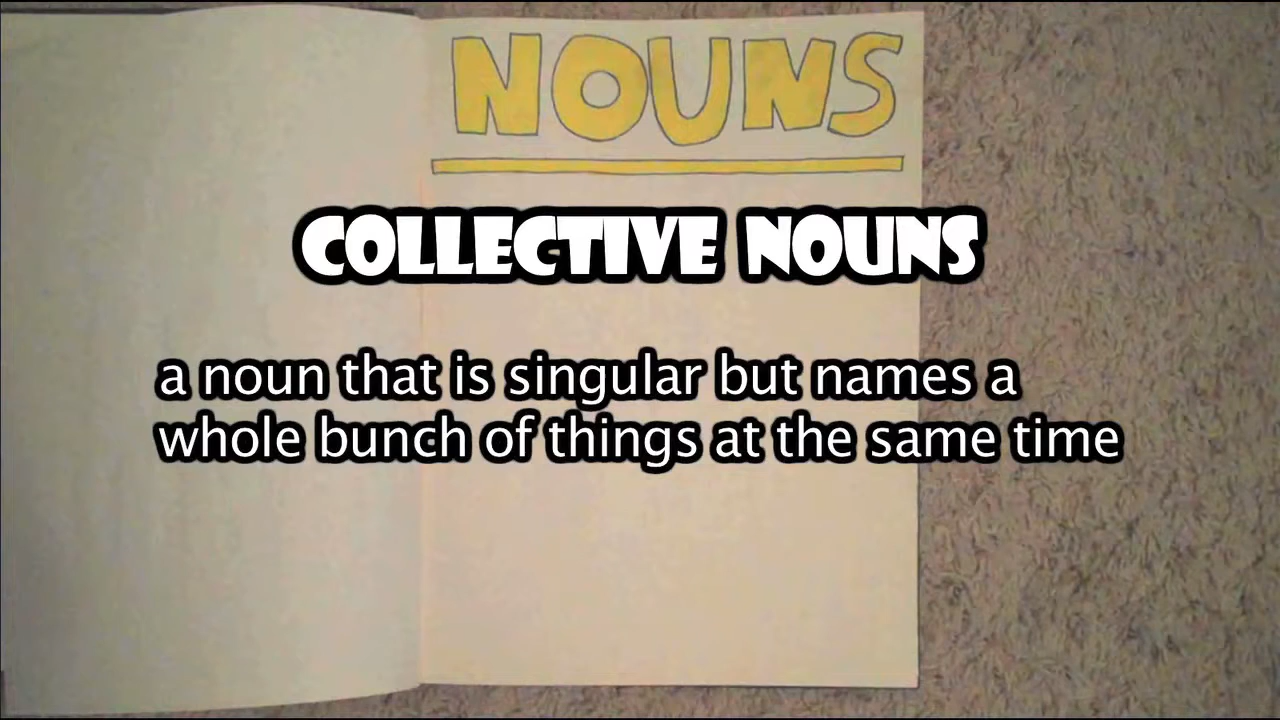 NOUNS
COLLECTIVE NOUNS
a noun that is singular but names a
whole bunch of things at the same time